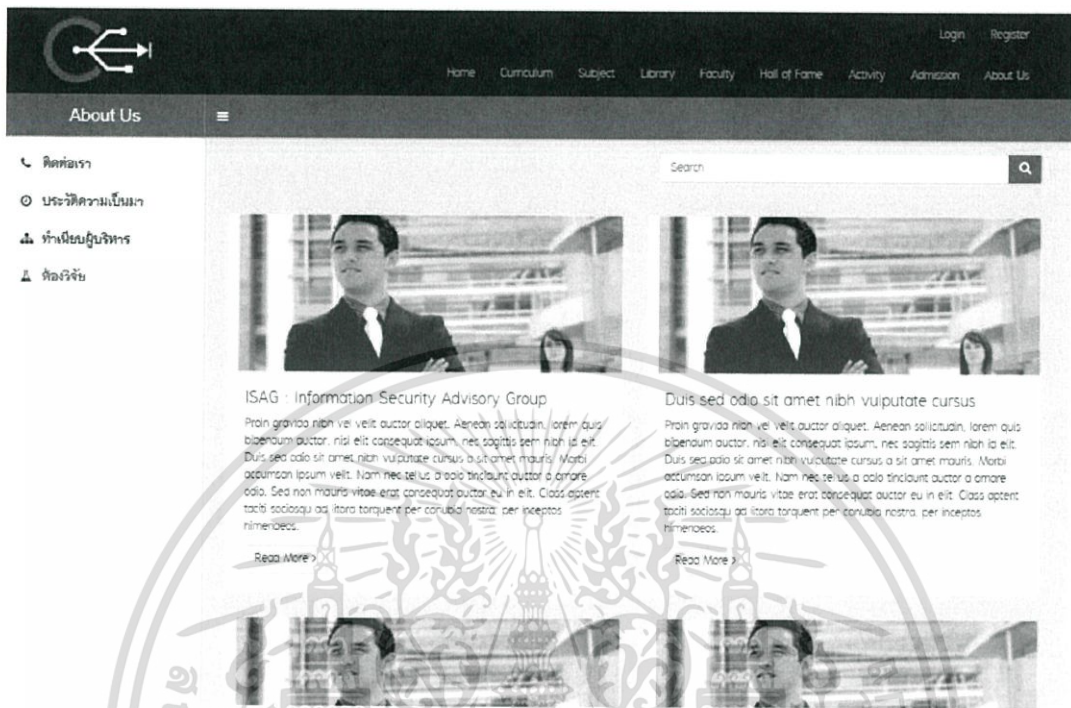 Login Register
Home Curriculum Subject Library Faculty Hall of Fame Activity Admission About Us
About Us
ติดต่อเรา
ประวัติความเป็นมา
ทำเนียบผู้บริหาร
ห้องวิจัย
Search
ISAG : Information Security Advisory Group
Proin gravida nibh vel velit auctor aliquet. Aenean sollicitudin, lorem quis
bibendum auctor, nisi elit consequat ipsum, nec sagittis sem nibh id elit.
Duis sed odio sit amet nibh vulputate cursus a sit amet mauris. Morbi
accumsan ipsum velit. Nam nec tellus a odio tincidunt auctor a ornare
odio. Sed non mauris vitae erat consequat auctor eu in elit. Class aptent
taciti sociosqu ad litora torquent per conubia nostra, per inceptos
himenaeos.
Read More >
Duis sed odio sit amet nibh vulputate cursus
Proin gravida nibh vel velit auctor aliquet. Aenean sollicitudin, lorem quis
bibendum auctor, nisi elit consequat ipsum, nec sagittis sem nibh id elit.
Duis sed odio sit amet nibh vulputate cursus a sit amet mauris. Morbi
accumsan ipsum velit. Nam nec tellus a odio tincidunt auctor a ornare
odio. Sed non mauris vitae erat consequat auctor eu in elit. Class aptent
taciti sociosqu ad litora torquent per conubia nostra, per inceptos
himenaeos.
Read More >